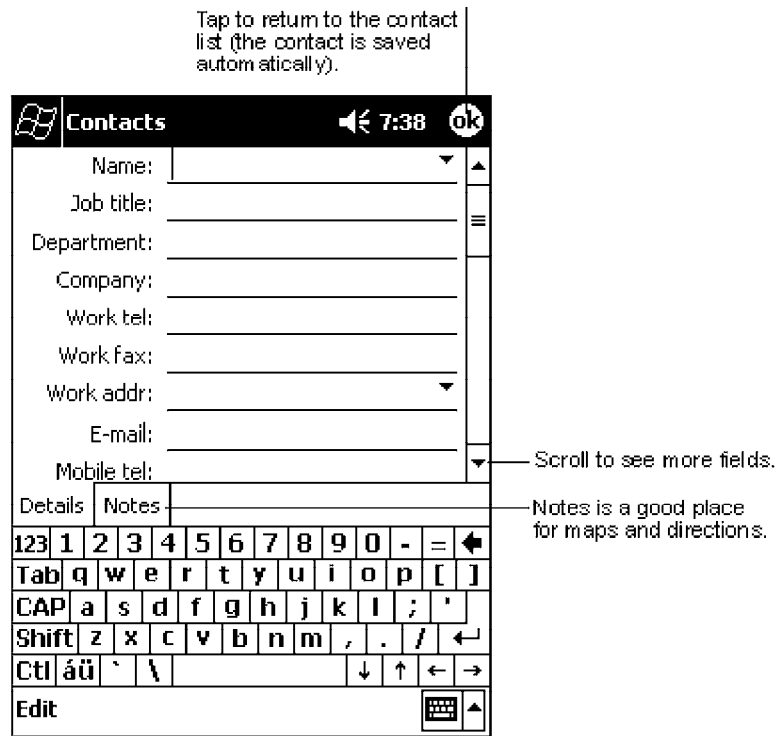 Tap to return to the contact
list (the contact is saved
automatically).
Contacts 7:38 ok
Name:
Job title:
Department:
Company:
Work tel:
Work fax:
Work addr:
E-mail:
Mobile tel:
Scroll to see more fields.
Details Notes
Notes is a good place
for maps and directions.
123 1 2 3 4 5 6 7 8 9 0 - =
Tab q w e r t y u i o p [ ]
CAP a s d f g h j k l ; '
Shift z x c v b n m , . /
Ctl áü ` \
Edit